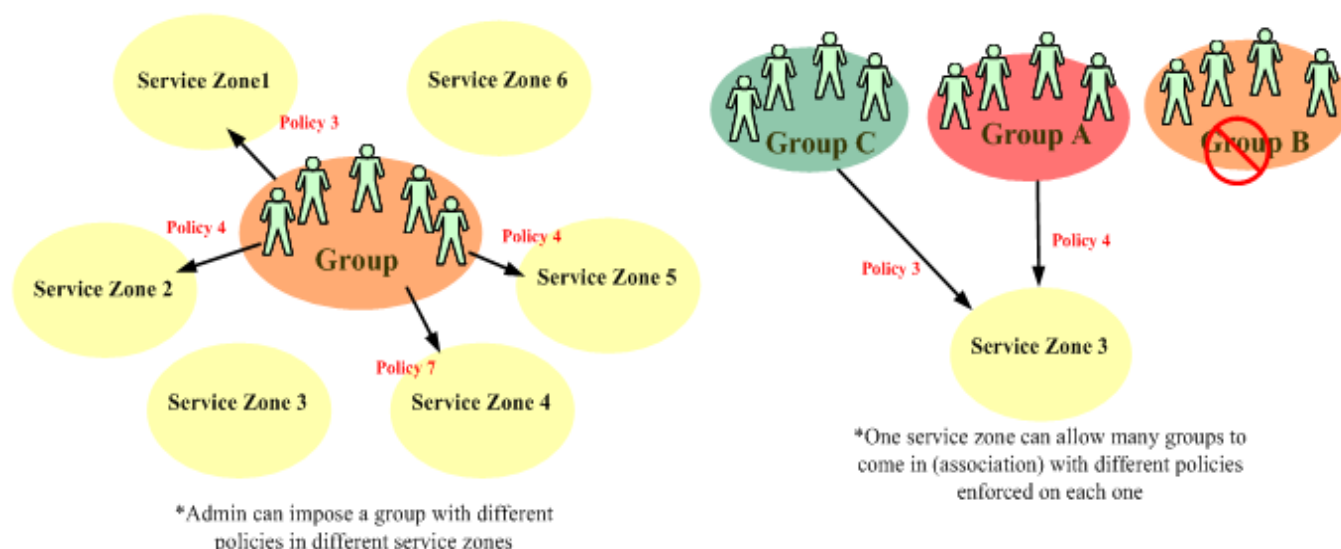 Service Zone1
Service Zone 6
Policy 3
Policy 4
Policy 4
Group
Service Zone 2
Service Zone 5
Policy 7
Service Zone 3
Service Zone 4
*Admin can impose a group with different
policies in different service zones
Group C
Group A
Group B
Policy 4
Policy 3
Service Zone 3
*One service zone can allow many groups to
come in (association) with different policies
enforced on each one